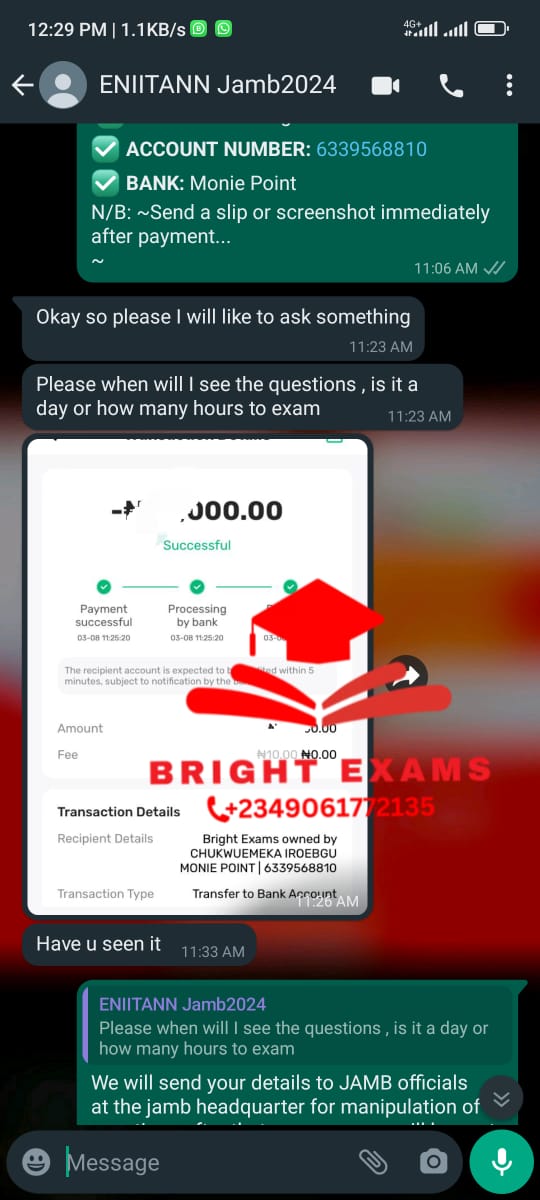 12:29 PM | 1.1KB/s
4G+
ENIITANN Jamb2024
ACCOUNT NUMBER: 6339568810
BANK: Monie Point
N/B: ~Send a slip or screenshot immediately
after payment...
~
11:06 AM
Okay so please I will like to ask something
11:23 AM
Please when will I see the questions , is it a
day or how many hours to exam
11:23 AM
000.00
Successful
Payment
successful
03-08 11:25:20
Processing
by bank
03-08 11:25:20
03-0
The recipient account is expected to within 5
minutes, subject to notification by the
Amount
0.00
Fee
₦10.00 ₦0.00
BRIGHT EXAMS
+2349061772135
Transaction Details
Recipient Details
Bright Exams owned by
CHUKWUEMEKA IROEBGU
MONIE POINT | 6339568810
Transaction Type
Transfer to Bank Account
11:26 AM
Have u seen it
11:33 AM
ENIITANN Jamb2024
Please when will I see the questions , is it a day or
how many hours to exam
We will send your details to JAMB officials
at the jamb headquarter for manipulation of
Message